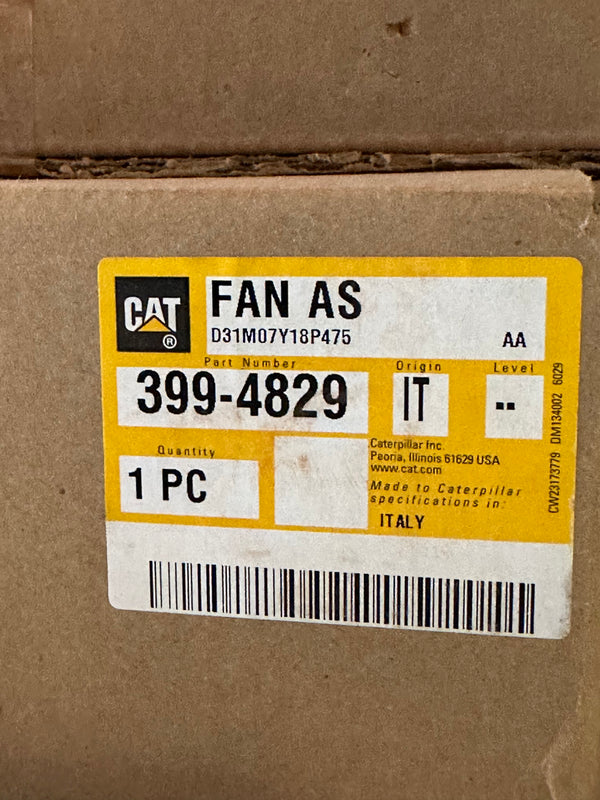 CAT
®
FAN AS
D31M07Y18P475
AA
Part Number
Origin
Level
399-4829
IT
--
Quantity
1 PC
Caterpillar Inc.
Peoria, Illinois 61629 USA
www.cat.com
Made to Caterpillar
specifications in:
ITALY
CW23173779 DM134002 6029